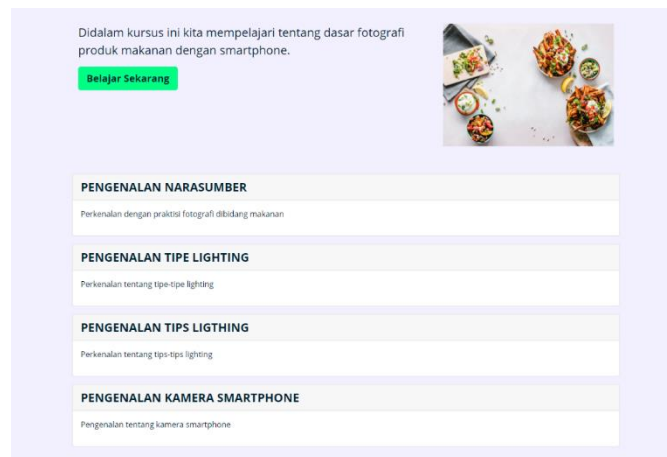 Didalam kursus ini kita mempelajari tentang dasar fotografi
produk makanan dengan smartphone.
Belajar Sekarang
PENGENALAN NARASUMBER
Perkenalan dengan praktisi fotografi dibidang makanan
PENGENALAN TIPE LIGHTING
Perkenalan tentang tipe-tipe lighting
PENGENALAN TIPS LIGTHING
Perkenalan tentang tips-tips lighting
PENGENALAN KAMERA SMARTPHONE
Pengenalan tentang kamera smartphone